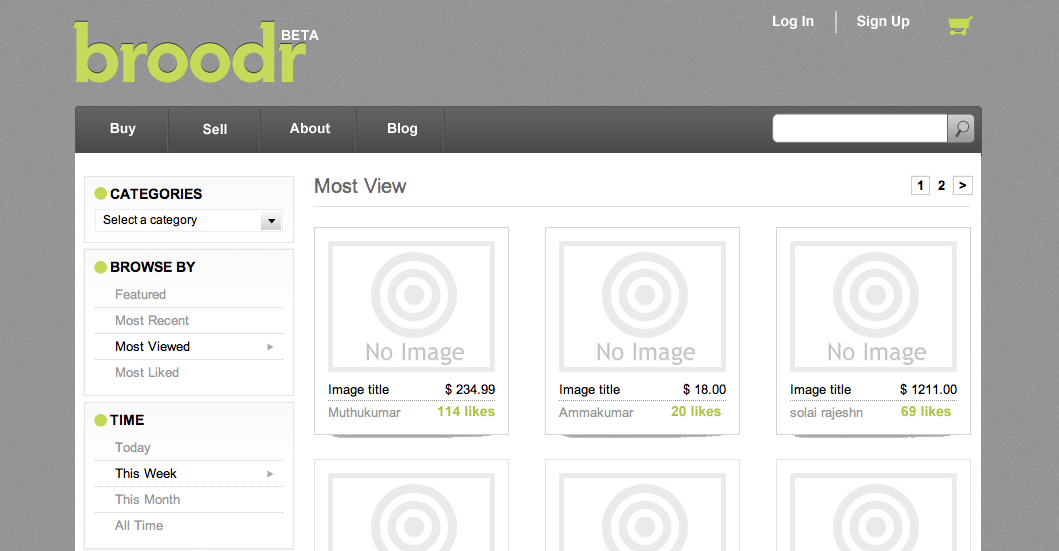 broodr BETA
Log In Sign Up
Buy Sell About Blog
CATEGORIES
Select a category
BROWSE BY
Featured
Most Recent
Most Viewed
Most Liked
TIME
Today
This Week
This Month
All Time
Most View 1 2 >
No Image No Image No Image
Image title $ 234.99 Image title $ 18.00 Image title $ 1211.00
Muthukumar 114 likes Ammakumar 20 likes solai rajeshn 69 likes